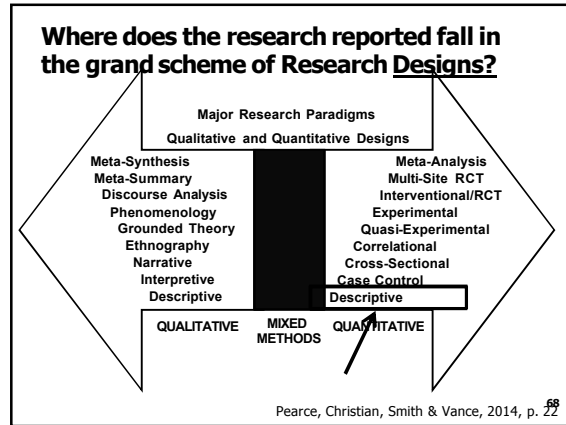 Where does the research reported fall in
the grand scheme of Research Designs?
Major Research Paradigms
Qualitative and Quantitative Designs
Meta-Synthesis
Meta-Summary
Discourse Analysis
Phenomenology
Grounded Theory
Ethnography
Narrative
Interpretive
Descriptive
Meta-Analysis
Multi-Site RCT
Interventional/RCT
Experimental
Quasi-Experimental
Correlational
Cross-Sectional
Case Control
Descriptive
QUALITATIVE
MIXED
METHODS
QUANTITATIVE
Pearce, Christian, Smith & Vance, 2014, p. 22
68